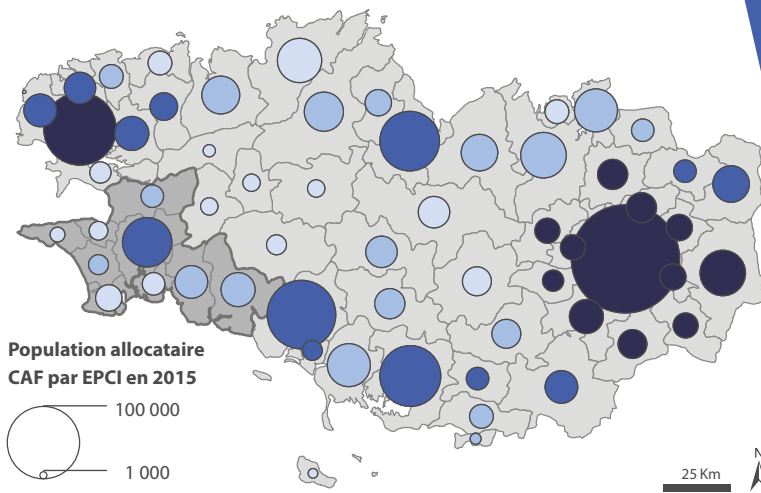 Population allocataire
CAF par EPCI en 2015
100 000
1 000
25 Km
N